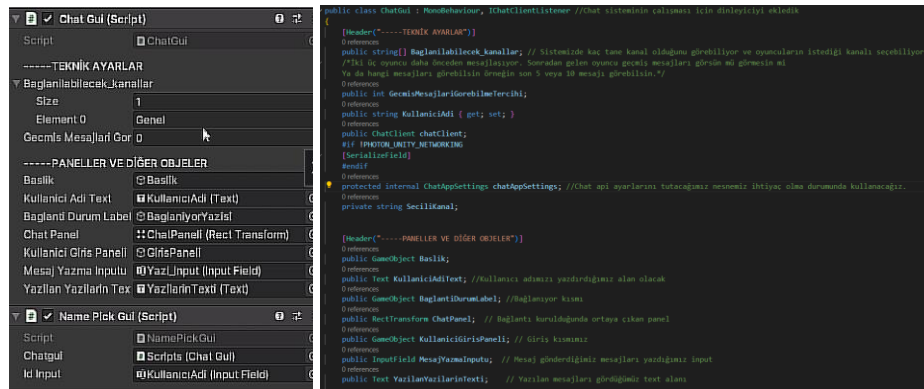 Chat Gui (Script)
Script ChatGui
-----TEKNİK AYARLAR
Baglanilabilecek_kanallar
Size 1
Element 0 Genel
Gecmis Mesajlari Gor 0
-----PANELLER VE DİĞER OBJELER
Baslik Baslik
Kullanici Adi Text KullanıcıAdi (Text)
Baglanti Durum Label BaglaniyorYazisi
Chat Panel ChatPaneli (Rect Transform)
Kullanici Giris Paneli GirisPaneli
Mesaj Yazma Inputu Yazi_Input (Input Field)
Yazilan Yazilarin Tex YazilarinTexti (Text)
Name Pick Gui (Script)
Script NamePickGui
Chatgui Scripts (Chat Gui)
Id Input KullanıcıAdi (Input Field)
public class ChatGui : MonoBehaviour, IChatClientListener //Chat sisteminin çalışması için dinleyiciyi ekledik
{
[Header("-----TEKNİK AYARLAR")]
0 references
public string[] Baglanilabilecek_kanallar; // Sistemizde kaç tane kanal olduğunu görebiliyor ve oyuncuların istediği kanalı seçebiliyor
/*İki üç oyuncu daha önceden mesajlaşıyor. Sonradan gelen oyuncu geçmiş mesajları görsün mü görmesin mi
Ya da hangi mesajları görebilsin örneğin son 5 veya 10 mesajı görebilsin.*/
0 references
public int GecmisMesajlariGorebilmeTercihi;
0 references
public string KullaniciAdi { get; set; }
0 references
public ChatClient chatClient;
#if !PHOTON_UNITY_NETWORKING
[SerializeField]
#endif
0 references
protected internal ChatAppSettings chatAppSettings; //Chat api ayarlarını tutacağımız nesnemiz ihtiyaç olma durumunda kullanacağız.
0 references
private string SeciliKanal;
[Header("-----PANELLER VE DİĞER OBJELER")]
0 references
public GameObject Baslik;
0 references
public Text KullaniciAdiText; //Kullanıcı adımızı yazdırdığımız alan olacak
0 references
public GameObject BaglantiDurumLabel; //Bağlanıyor kısmı
0 references
public RectTransform ChatPanel; // Bağlantı kurulduğunda ortaya çıkan panel
0 references
public GameObject KullaniciGirisPaneli; // Giriş kısmımız
0 references
public InputField MesajYazmaInputu; // Mesaj gönderdiğimiz mesajları yazdığımız input
0 references
public Text YazilanYazilarinTexti; // Yazılan mesajları gördüğümüz text alanı